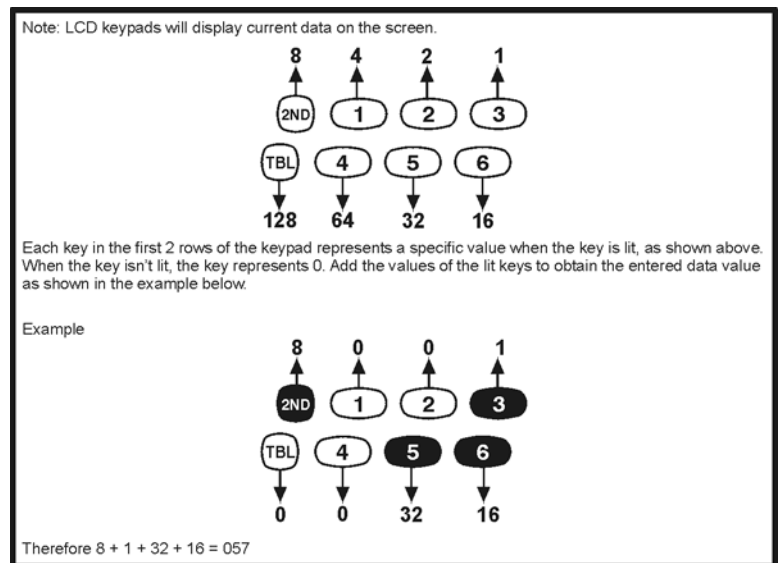 Note: LCD keypads will display current data on the screen.
8 4 2 1
2ND 1 2 3
TBL 4 5 6
128 64 32 16
Each key in the first 2 rows of the keypad represents a specific value when the key is lit, as shown above.
When the key isn't lit, the key represents 0. Add the values of the lit keys to obtain the entered data value
as shown in the example below.
Example
8 0 0 1
2ND 1 2 3
TBL 4 5 6
0 0 32 16
Therefore 8 + 1 + 32 + 16 = 057